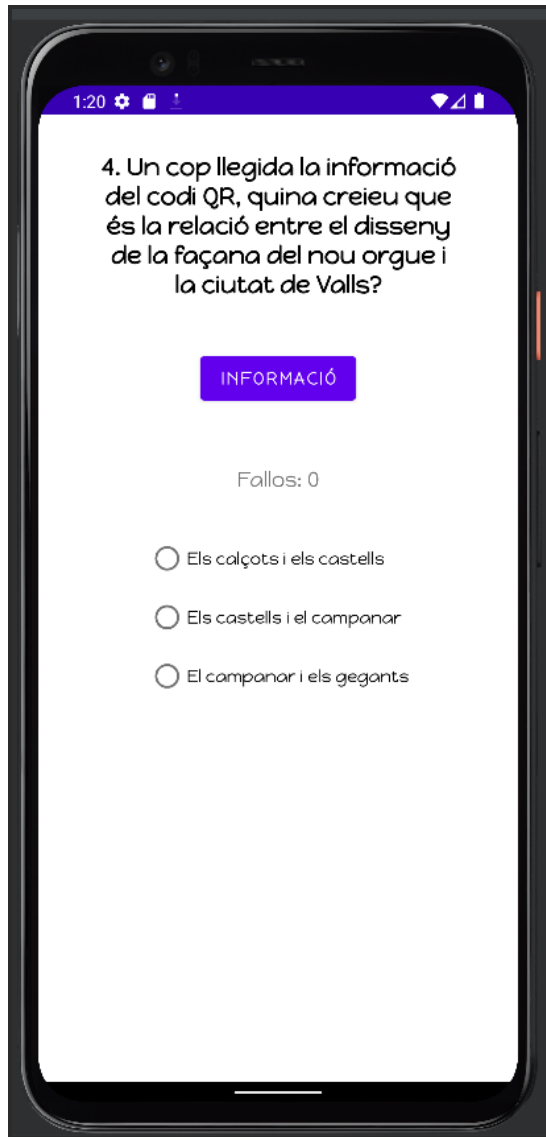 1:20
4. Un cop llegida la informació
del codi QR, quina creieu que
és la relació entre el disseny
de la façana del nou orgue i
la ciutat de Valls?
INFORMACIÓ
Fallos: 0
Els calçots i els castells
Els castells i el campanar
El campanar i els gegants